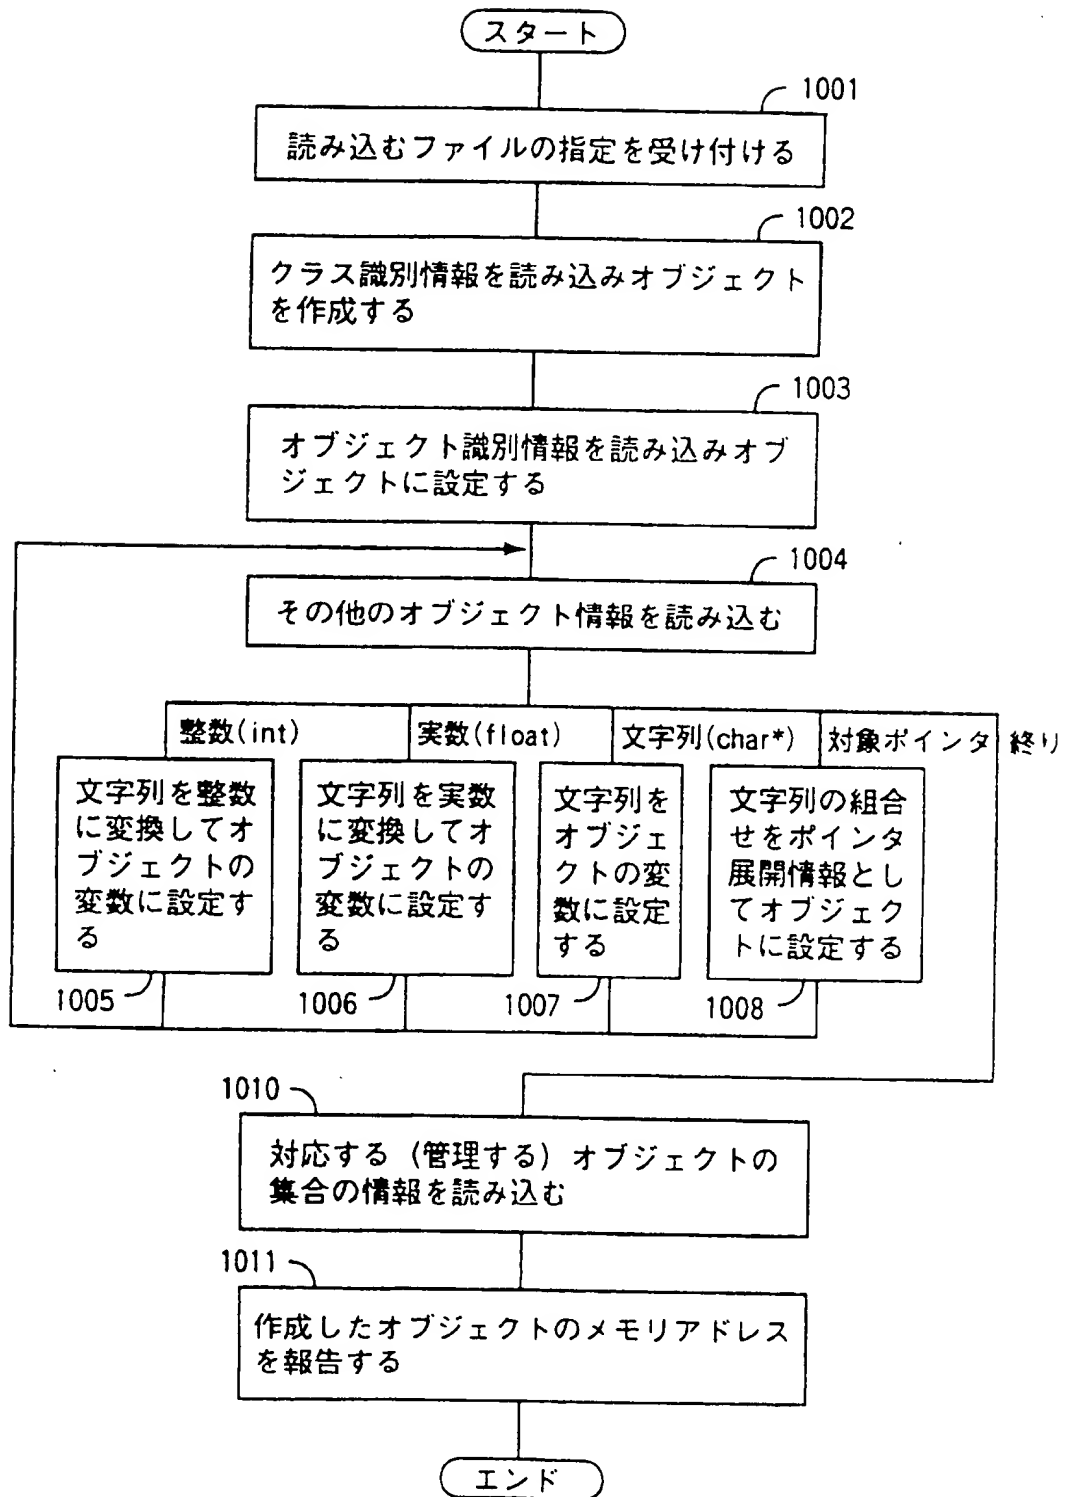 スタート
1001
読み込むファイルの指定を受け付ける
1002
クラス識別情報を読み込みオブジェクト
を作成する
1003
オブジェクト識別情報を読み込みオブ
ジェクトに設定する
1004
その他のオブジェクト情報を読み込む
整数(int)
実数(float)
文字列(char*)
対象ポインタ
終り
文字列を整数
に変換してオ
ブジェクトの
変数に設定す
る
1005
文字列を実数
に変換してオ
ブジェクトの
変数に設定す
る
1006
文字列を
オブジェ
クトの変
数に設定
する
1007
文字列の組合
せをポインタ
展開情報とし
てオブジェク
トに設定する
1008
1010
対応する(管理する)オブジェクトの
集合の情報を読み込む
1011
作成したオブジェクトのメモリアドレス
を報告する
エンド